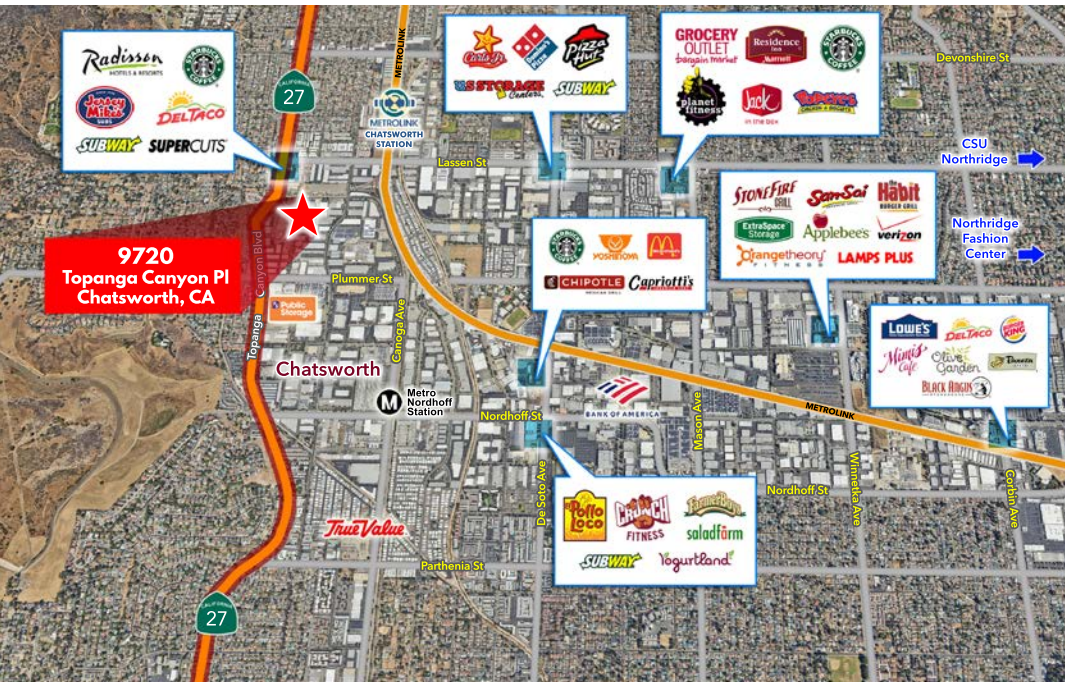 Radisson
HOTELS & RESORTS
STARBUCKS COFFEE
Jersey Mike's
SUBS
DEL TACO
SUBWAY
SUPERCUTS
CALIFORNIA
27
METROLINK
METROLINK
CHATSWORTH
STATION
Carl's Jr.
Domino's Pizza
Pizza Hut
US STORAGE
Centers
SUBWAY
GROCERY
OUTLET
bargain market
Residence
Inn
Marriott
STARBUCKS COFFEE
planet
fitness
Jack
in the box
POPEYES
Devonshire St
Lassen St
CSU
Northridge
Northridge
Fashion
Center
STONEFIRE
GRILL
SanSai
the Habit
BURGER GRILL
ExtraSpace
Storage
Applebee's
verizon
Orangetheory
FITNESS
LAMPS PLUS
STARBUCKS COFFEE
YOSHINOYA
McDonald's
CHIPOTLE
MEXICAN GRILL
Capriotti's
9720
Topanga Canyon Pl
Chatsworth, CA
Topanga Canyon Blvd
Plummer St
Public
Storage
Canoga Ave
Chatsworth
M
Metro
Nordhoff
Station
LOWE'S
DEL TACO
BURGER
KING
Mimi's
Cafe
Olive
Garden
Panera
BLACK ANGUS
STEAKHOUSE
BANK OF AMERICA
METROLINK
Nordhoff St
Mason Ave
De Soto Ave
Nordhoff St
Winnetka Ave
Corbin Ave
El Pollo
Loco
CRUNCH
FITNESS
Farmer Boys
saladfarm
SUBWAY
Yogurtland
True Value
Parthenia St
CALIFORNIA
27